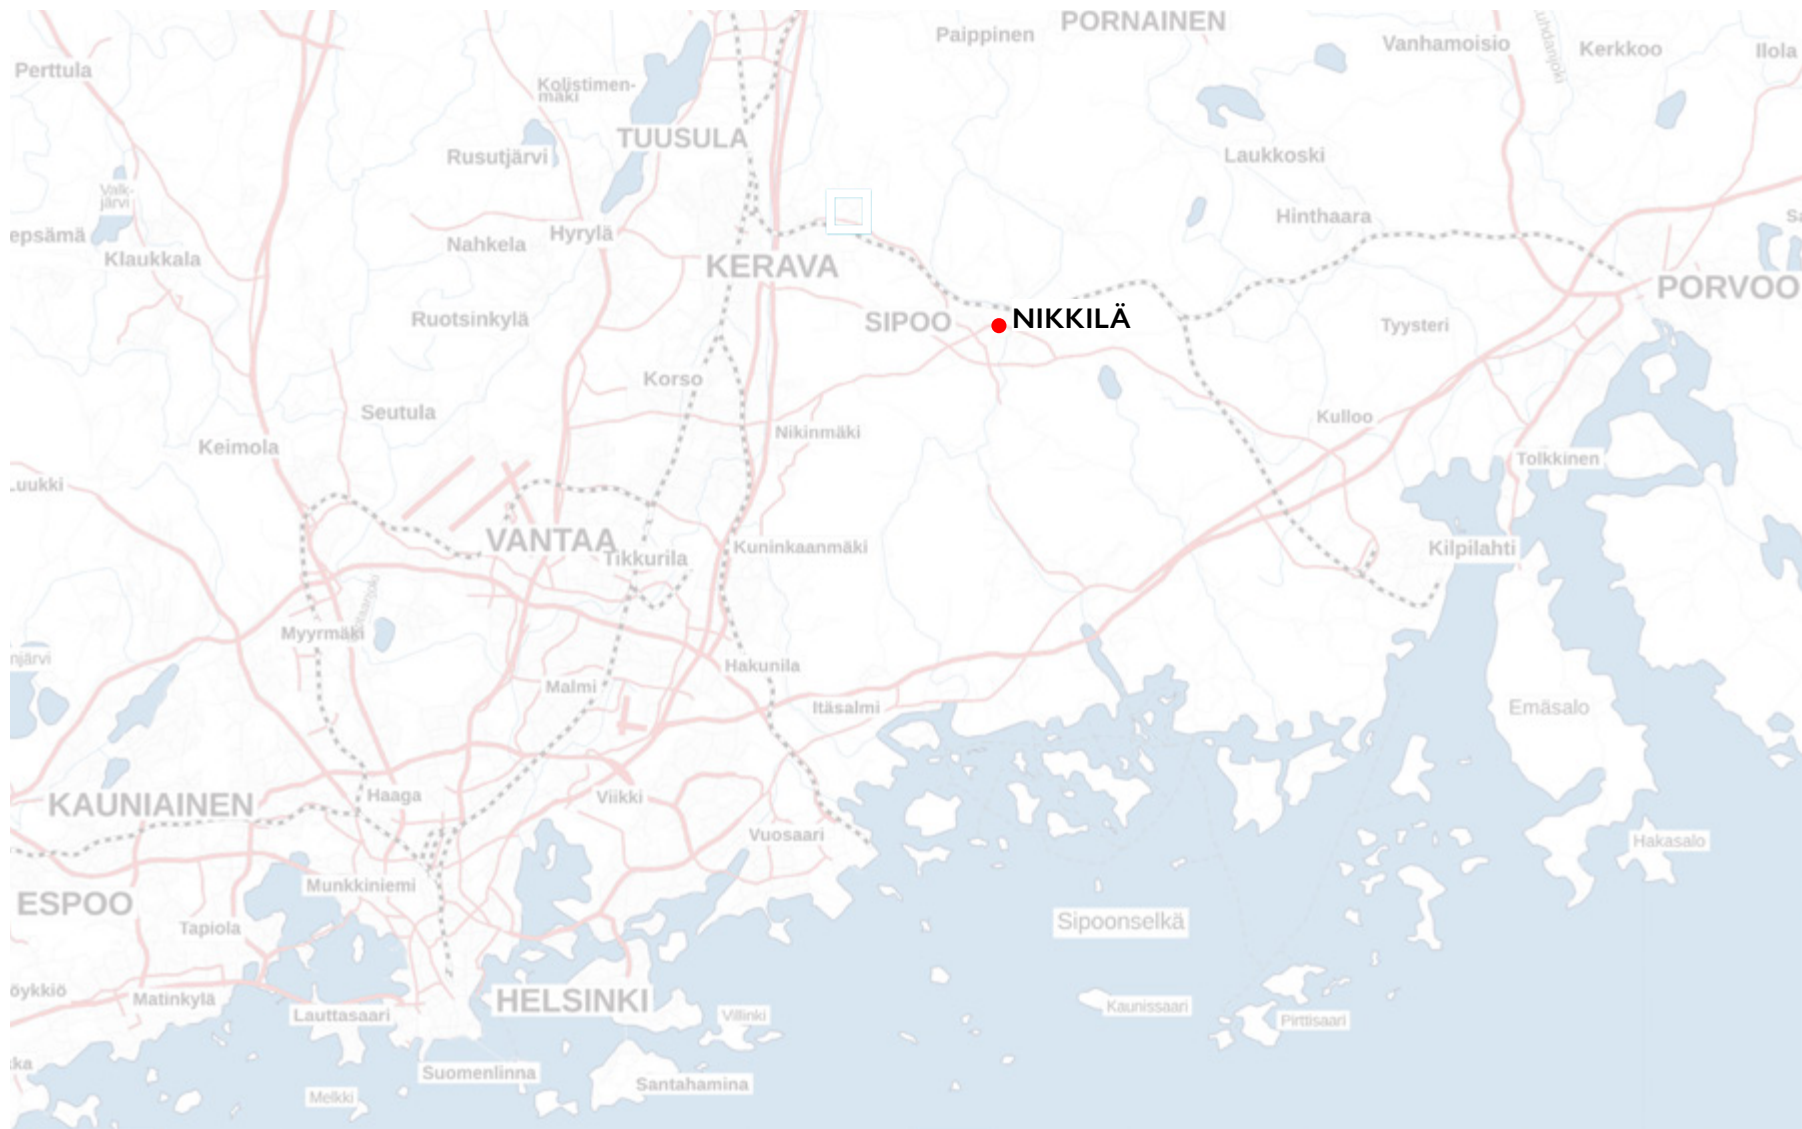 PORNAINEN
Paippinen
Vanhamoisio
Kerkkoo
Ilola
Perttula
Kolistimen-
mäki
TUUSULA
Rusutjärvi
Laukkoski
Valk-
järvi
Hinthaara
Hyrylä
Nahkela
Klaukkala
epsämä
KERAVA
PORVOO
Ruotsinkylä
SIPOO
NIKKILÄ
Tyysteri
Korso
Seutula
Kulloo
Nikinmäki
Keimola
Tolkkinen
uukki
VANTAA
Tikkurila
Kuninkaanmäki
Kilpilahti
Myyrmäki
njärvi
Hakunila
Malmi
Itäsalmi
Emäsalo
KAUNIAINEN
Haaga
Viikki
Vuosaari
Hakasalo
Munkkiniemi
ESPOO
Tapiola
Sipoonselkä
öykkiö
Matinkylä
HELSINKI
Lauttasaari
Villinki
Kaunissaari
Pirttisaari
Suomenlinna
Santahamina
Melkki